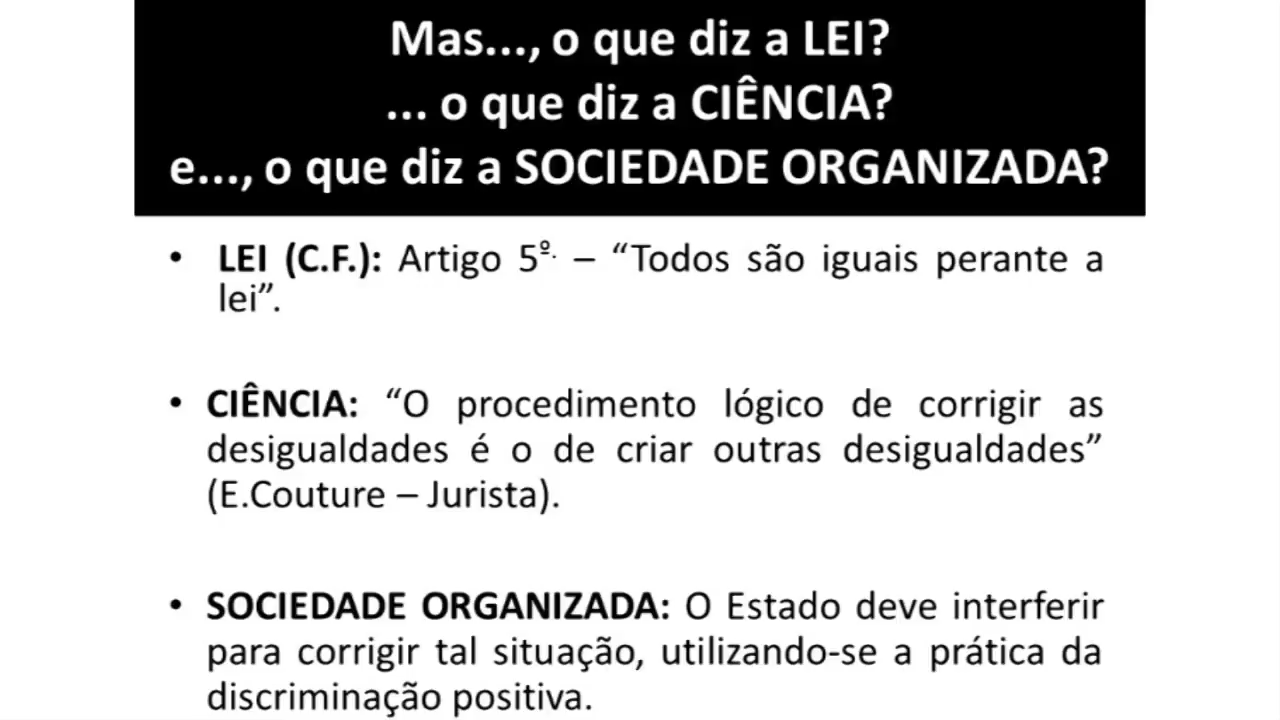 Mas..., o que diz a LEI?
... o que diz a CIÊNCIA?
e..., o que diz a SOCIEDADE ORGANIZADA?
• LEI (C.F.): Artigo 5º. – “Todos são iguais perante a
lei”.
• CIÊNCIA: “O procedimento lógico de corrigir as
desigualdades é o de criar outras desigualdades”
(E.Couture – Jurista).
• SOCIEDADE ORGANIZADA: O Estado deve interferir
para corrigir tal situação, utilizando-se a prática da
discriminação positiva.